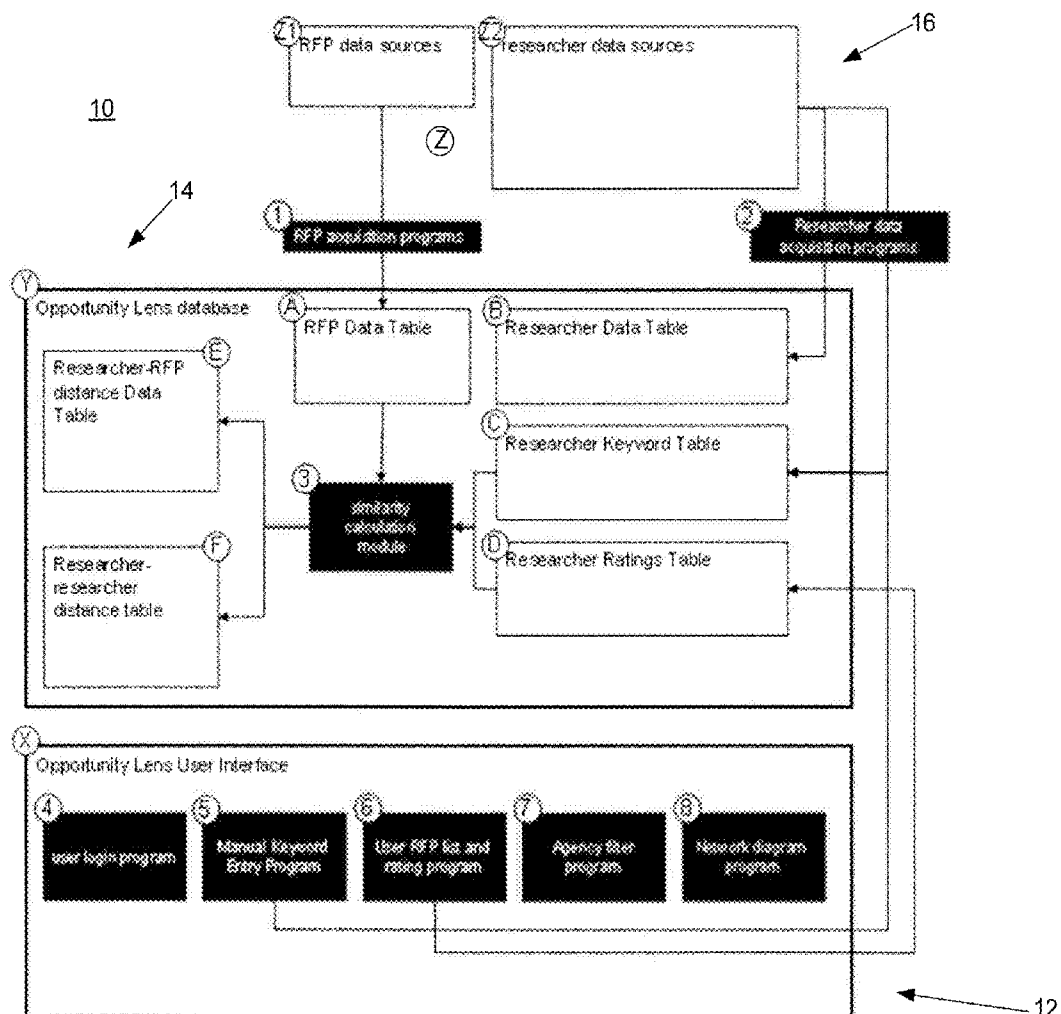 16
Z1
RFP data sources
Z2
researcher data sources
10
Z
14
1
RFP aquilation programs
2
Researcher data
acquisition programs
Y
Opportunity Lens database
A
RFP Data Table
B
Researcher Data Table
E
Researcher-RFP
distance Data
Table
C
Researcher Keyword Table
3
similarity
calculation
module
D
Researcher Ratings Table
F
Researcher-
researcher
distance table
X
Opportunity Lens User Interface
4
user login program
5
Manual Keyword
Entry Program
6
User RFP list and
rating program
7
Agency filter
program
8
Network diagram
program
12